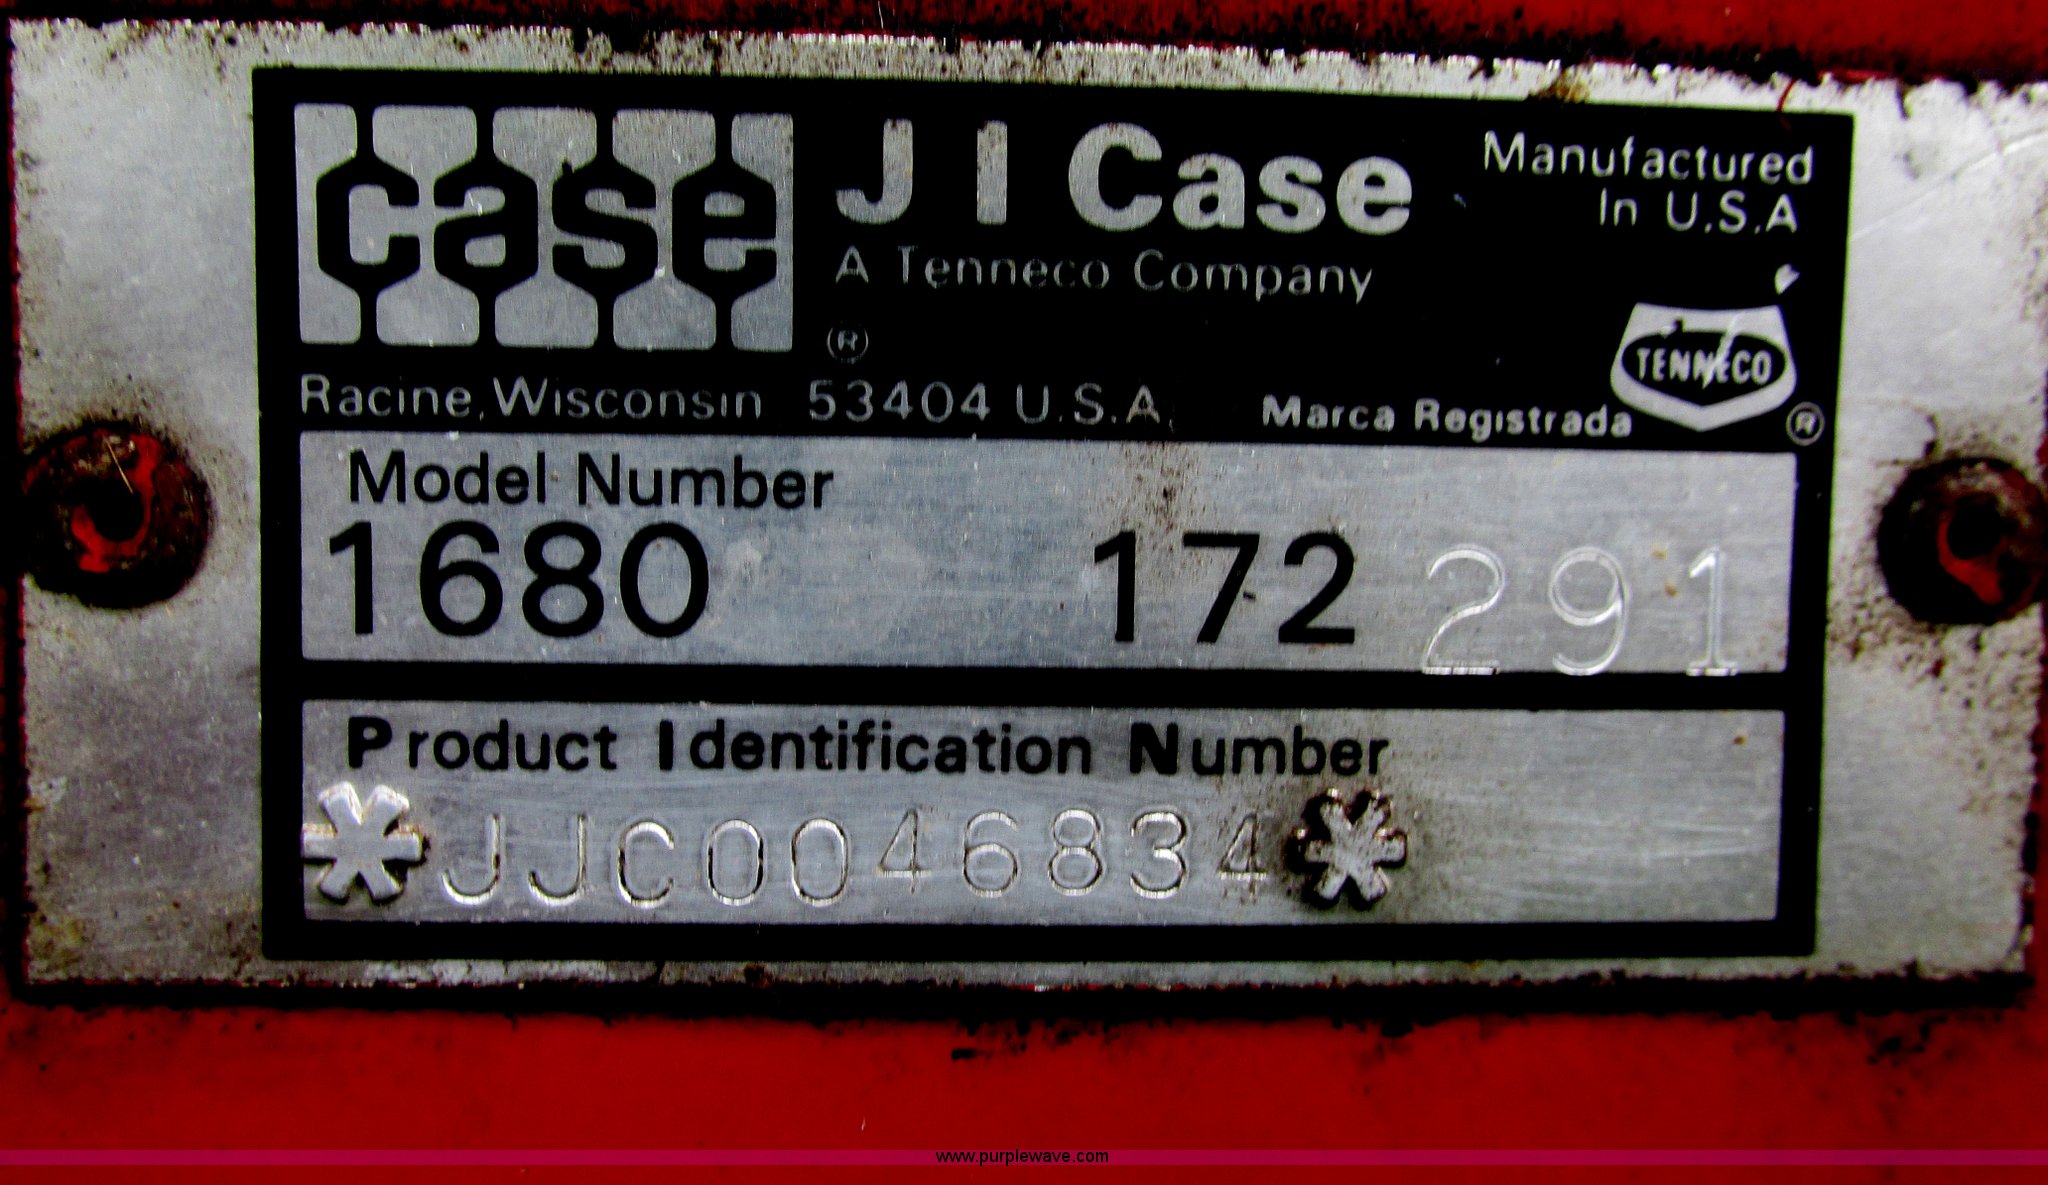 case J I Case
Manufactured
In U.S.A
A Tenneco Company
®
TENNECO
®
Racine, Wisconsin 53404 U.S.A.
Marca Registrada
Model Number
1680 172 291
Product Identification Number
*JJC0046834*
www.purplewave.com